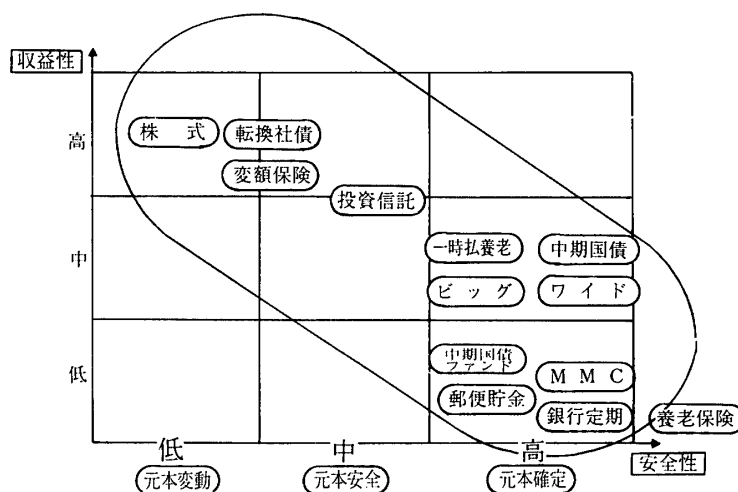 収益性
高
株 式
転換社債
変額保険
投資信託
中
一時払養老
中期国債
ビッグ
ワイド
低
中期国債
ファンド
MMC
郵便貯金
銀行定期
養老保険
低
中
高
安全性
元本変動
元本安全
元本確定